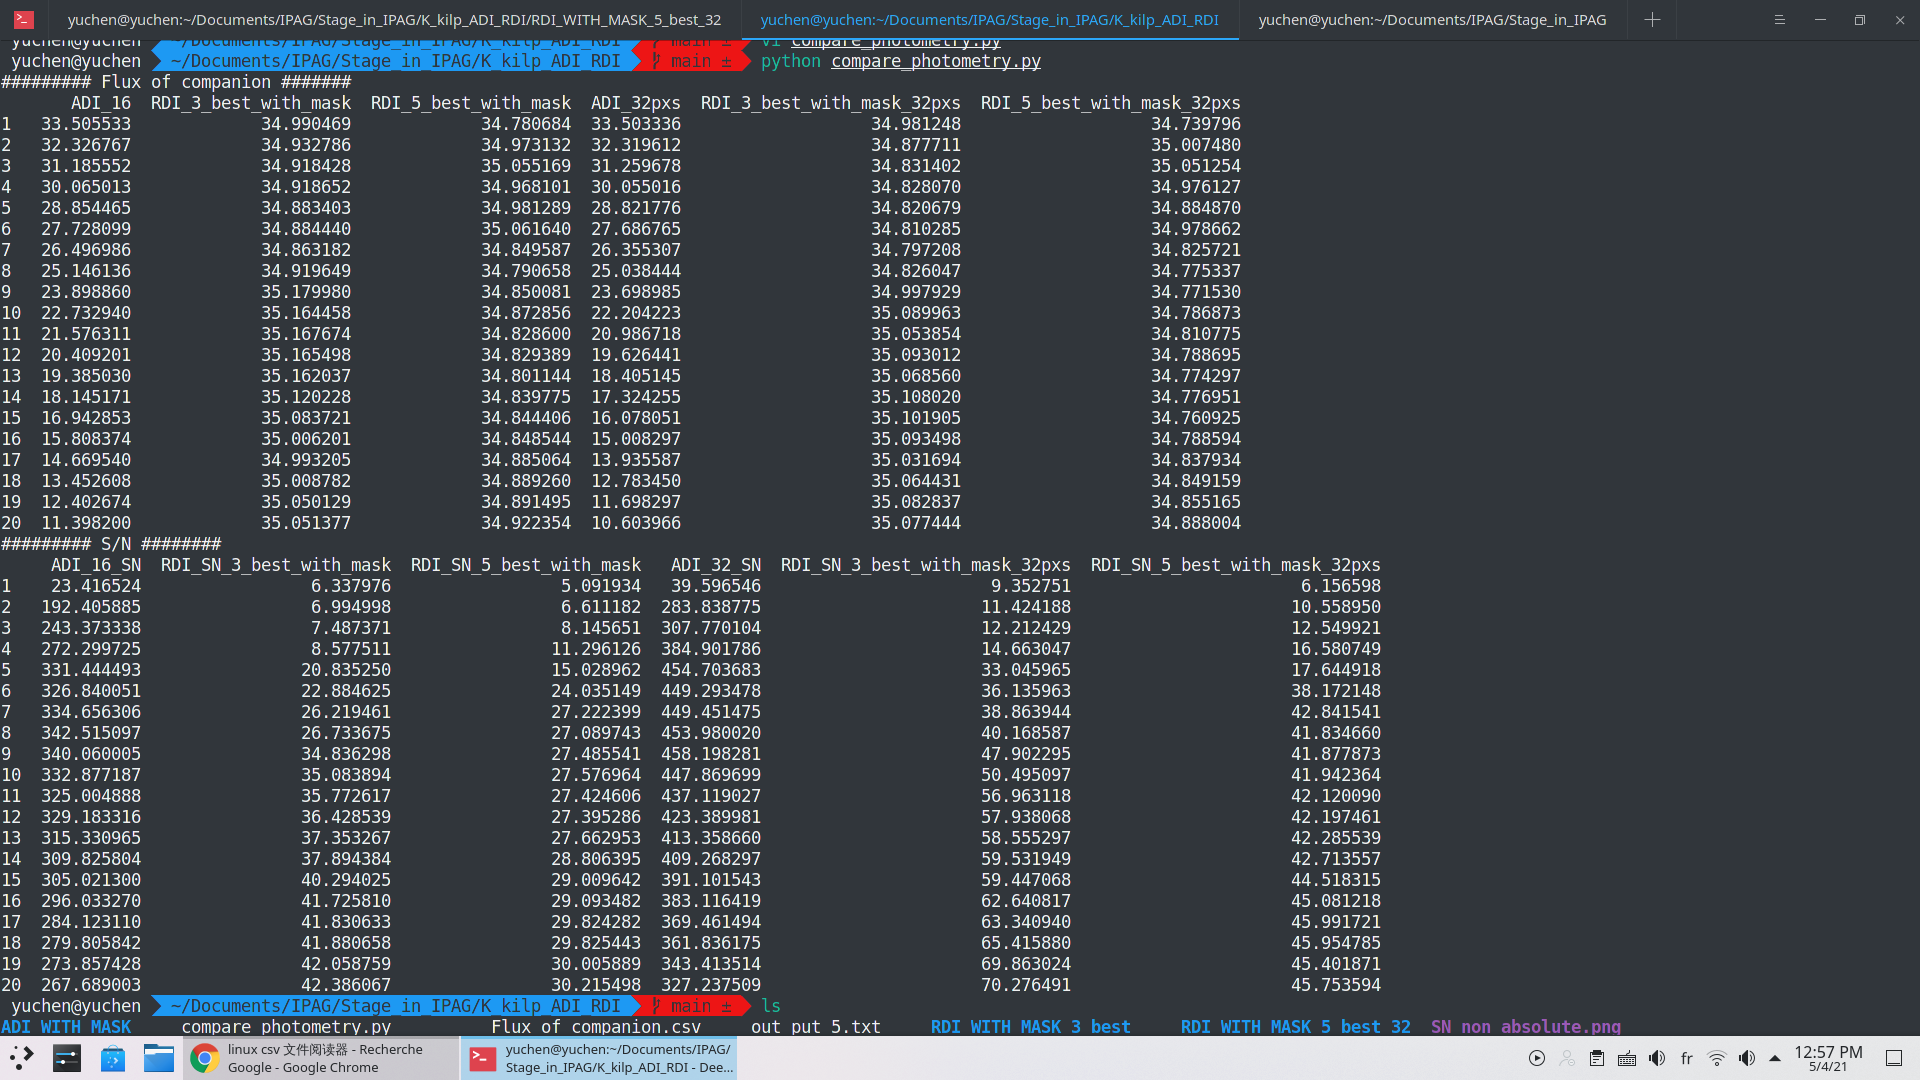 yuchen@yuchen:~/Documents/IPAG/Stage_in_IPAG/K_kilp_ADI_RDI/RDI_WITH_MASK_5_best_32 yuchen@yuchen:~/Documents/IPAG/Stage_in_IPAG/K_kilp_ADI_RDI yuchen@yuchen:~/Documents/IPAG/Stage_in_IPAG
yuchen@yuchen ~/Documents/IPAG/Stage_in_IPAG/K_kilp_ADI_RDI main ± vi compare_photometry.py
yuchen@yuchen ~/Documents/IPAG/Stage_in_IPAG/K_kilp_ADI_RDI main ± python compare_photometry.py
######### Flux of companion #######
ADI_16 RDI_3_best_with_mask RDI_5_best_with_mask ADI_32pxs RDI_3_best_with_mask_32pxs RDI_5_best_with_mask_32pxs
1 33.505533 34.990469 34.780684 33.503336 34.981248 34.739796
2 32.326767 34.932786 34.973132 32.319612 34.877711 35.007480
3 31.185552 34.918428 35.055169 31.259678 34.831402 35.051254
4 30.065013 34.918652 34.968101 30.055016 34.828070 34.976127
5 28.854465 34.883403 34.981289 28.821776 34.820679 34.884870
6 27.728099 34.884440 35.061640 27.686765 34.810285 34.978662
7 26.496986 34.863182 34.849587 26.355307 34.797208 34.825721
8 25.146136 34.919649 34.790658 25.038444 34.826047 34.775337
9 23.898860 35.179980 34.850081 23.698985 34.997929 34.771530
10 22.732940 35.164458 34.872856 22.204223 35.089963 34.786873
11 21.576311 35.167674 34.828600 20.986718 35.053854 34.810775
12 20.409201 35.165498 34.829389 19.626441 35.093012 34.788695
13 19.385030 35.162037 34.801144 18.405145 35.068560 34.774297
14 18.145171 35.120228 34.839775 17.324255 35.108020 34.776951
15 16.942853 35.083721 34.844406 16.078051 35.101905 34.760925
16 15.808374 35.006201 34.848544 15.008297 35.093498 34.788594
17 14.669540 34.993205 34.885064 13.935587 35.031694 34.837934
18 13.452608 35.008782 34.889260 12.783450 35.064431 34.849159
19 12.402674 35.050129 34.891495 11.698297 35.082837 34.855165
20 11.398200 35.051377 34.922354 10.603966 35.077444 34.888004
######### S/N ########
ADI_16_SN RDI_SN_3_best_with_mask RDI_SN_5_best_with_mask ADI_32_SN RDI_SN_3_best_with_mask_32pxs RDI_SN_5_best_with_mask_32pxs
1 23.416524 6.337976 5.091934 39.596546 9.352751 6.156598
2 192.405885 6.994998 6.611182 283.838775 11.424188 10.558950
3 243.373338 7.487371 8.145651 307.770104 12.212429 12.549921
4 272.299725 8.577511 11.296126 384.901786 14.663047 16.580749
5 331.444493 20.835250 15.028962 454.703683 33.045965 17.644918
6 326.840051 22.884625 24.035149 449.293478 36.135963 38.172148
7 334.656306 26.219461 27.222399 449.451475 38.863944 42.841541
8 342.515097 26.733675 27.089743 453.980020 40.168587 41.834660
9 340.060005 34.836298 27.485541 458.198281 47.902295 41.877873
10 332.877187 35.083894 27.576964 447.869699 50.495097 41.942364
11 325.004888 35.772617 27.424606 437.119027 56.963118 42.120090
12 329.183316 36.428539 27.395286 423.389981 57.938068 42.197461
13 315.330965 37.353267 27.662953 413.358660 58.555297 42.285539
14 309.825804 37.894384 28.806395 409.268297 59.531949 42.713557
15 305.021300 40.294025 29.009642 391.101543 59.447068 44.518315
16 296.033270 41.725810 29.093482 383.116419 62.640817 45.081218
17 284.123110 41.830633 29.824282 369.461494 63.340940 45.991721
18 279.805842 41.880658 29.825443 361.836175 65.415880 45.954785
19 273.857428 42.058759 30.005889 343.413514 69.863024 45.401871
20 267.689003 42.386067 30.215498 327.237509 70.276491 45.753594
yuchen@yuchen ~/Documents/IPAG/Stage_in_IPAG/K_kilp_ADI_RDI main ± ls
ADI_WITH_MASK compare_photometry.py Flux_of_companion.csv out_put_5.txt RDI_WITH_MASK_3_best RDI_WITH_MASK_5_best_32 SN_non_absolute.png
linux csv 文件阅读器 - Recherche
Google - Google Chrome
yuchen@yuchen:~/Documents/IPAG/
Stage_in_IPAG/K_kilp_ADI_RDI - Dee...
fr
12:57 PM
5/4/21